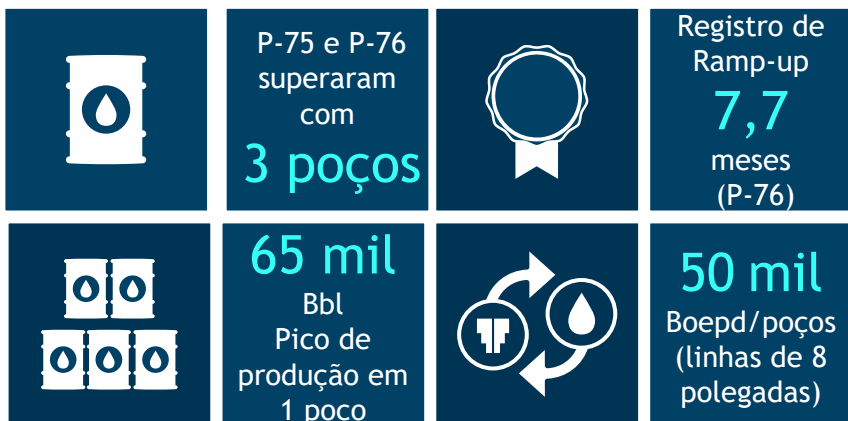 P-75 e P-76
superaram
com
3 poços
Registro de
Ramp-up
7,7
meses
(P-76)
65 mil
Bbl
Pico de
produção em
1 poço
50 mil
Boepd/poços
(linhas de 8
polegadas)